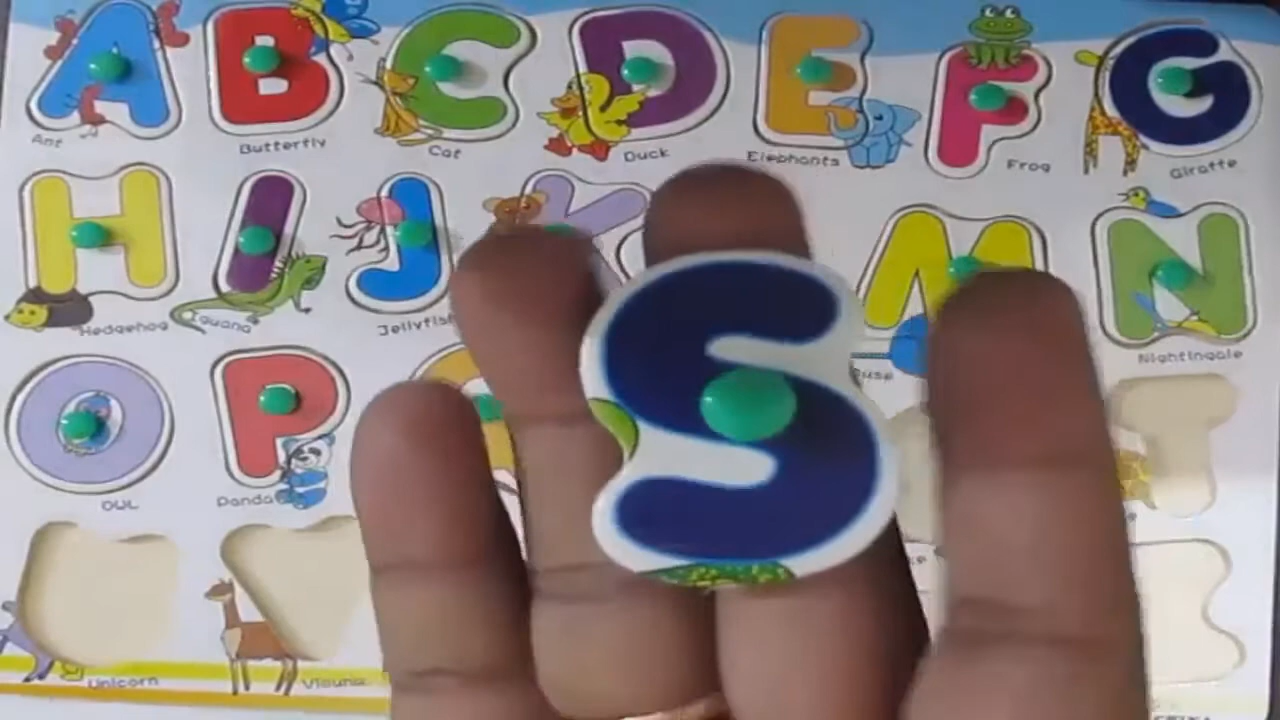 A B C D E F G
Ant Butterfly Cat Duck Elephants Frog Giraffe
H I J K M N
Hedgehog Iguana Jellyfish Nightingale
S
O P
OWL Panda
Unicorn